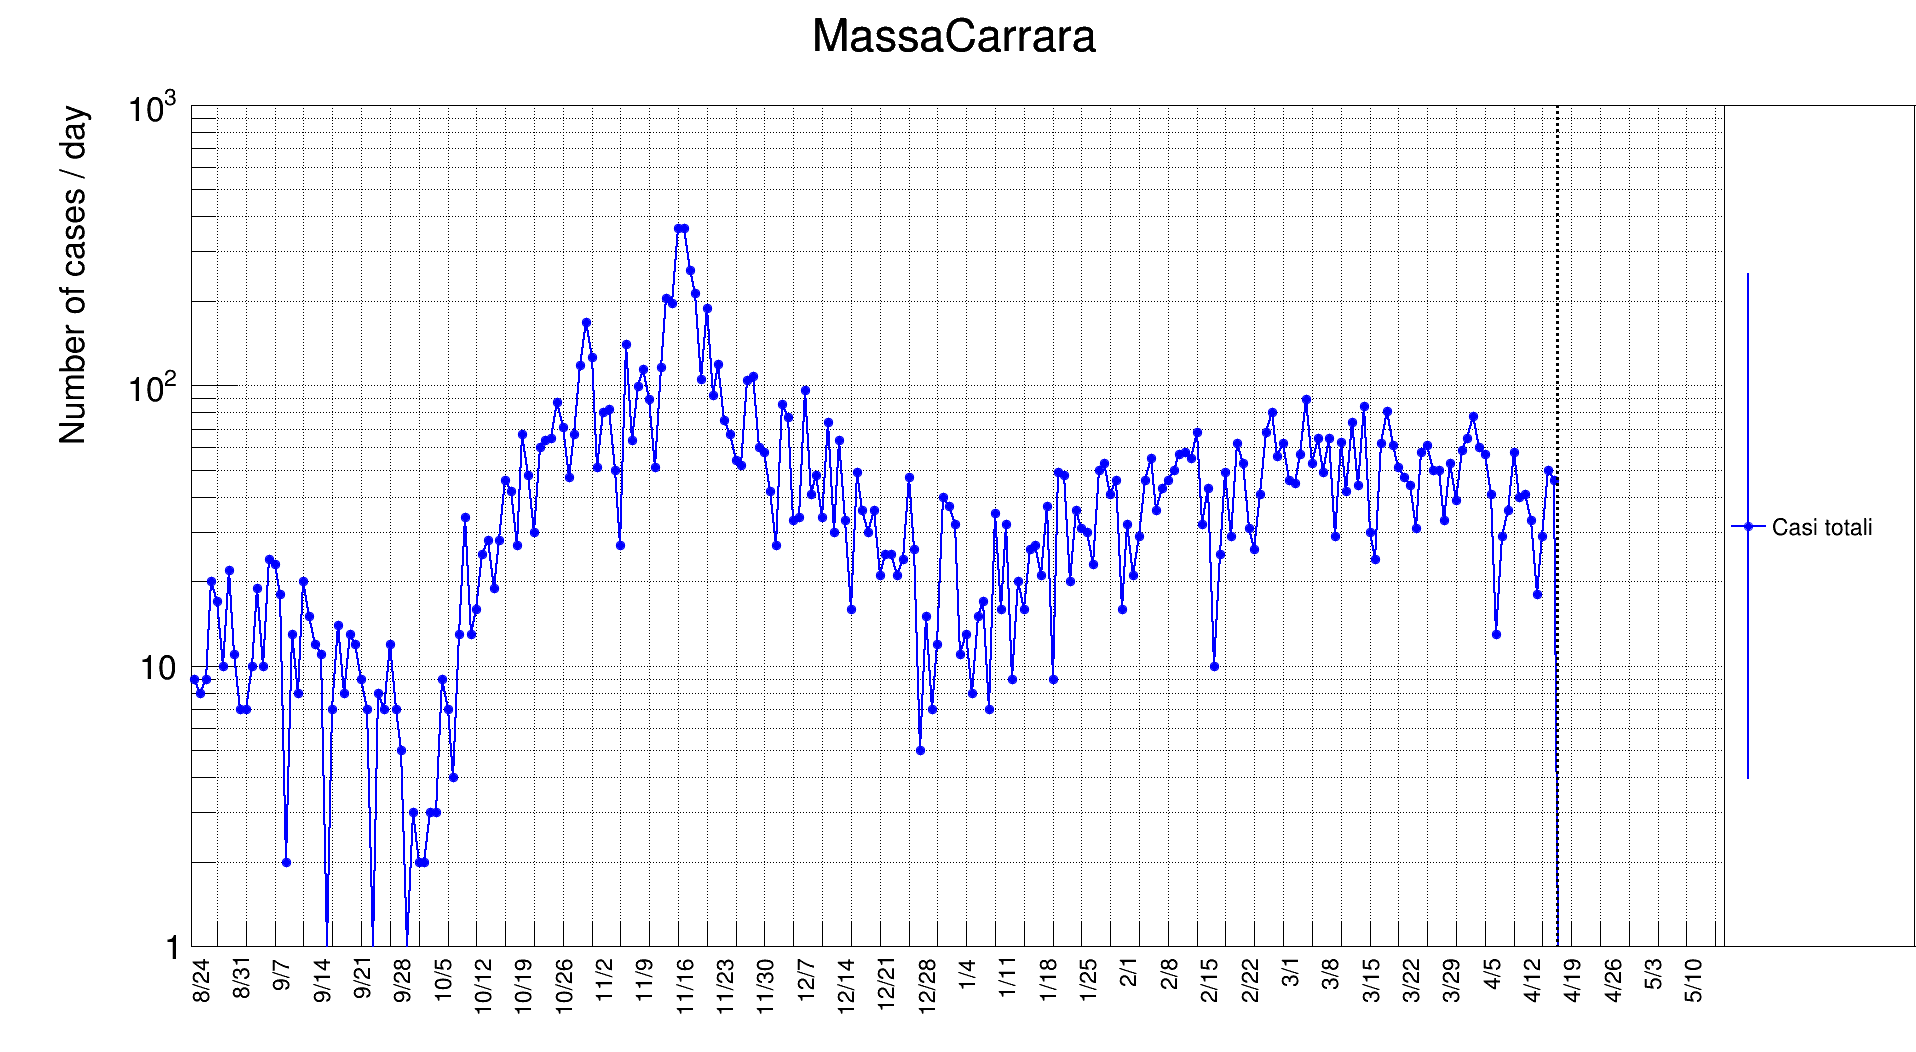 MassaCarrara
Number of cases / day
10³
10²
10
1
8/24 8/31 9/7 9/14 9/21 9/28 10/5 10/12 10/19 10/26 11/2 11/9 11/16 11/23 11/30 12/7 12/14 12/21 12/28 1/4 1/11 1/18 1/25 2/1 2/8 2/15 2/22 3/1 3/8 3/15 3/22 3/29 4/5 4/12 4/19 4/26 5/3 5/10
Casi totali